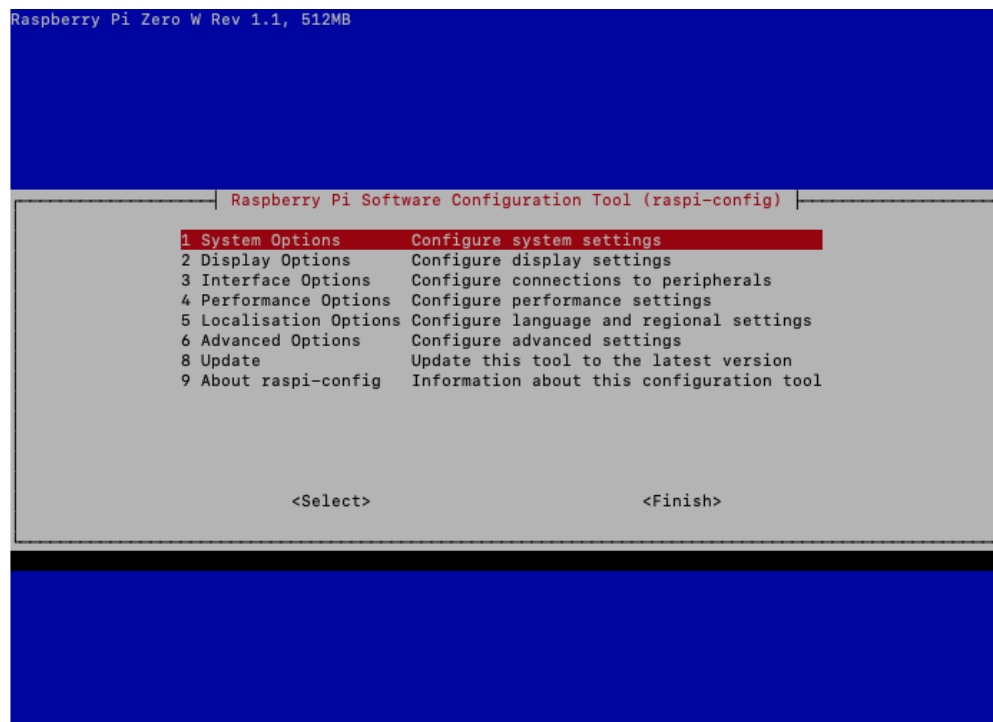 Raspberry Pi Zero W Rev 1.1, 512MB
Raspberry Pi Software Configuration Tool (raspi-config)
1 System Options Configure system settings
2 Display Options Configure display settings
3 Interface Options Configure connections to peripherals
4 Performance Options Configure performance settings
5 Localisation Options Configure language and regional settings
6 Advanced Options Configure advanced settings
8 Update Update this tool to the latest version
9 About raspi-config Information about this configuration tool
<Select> <Finish>